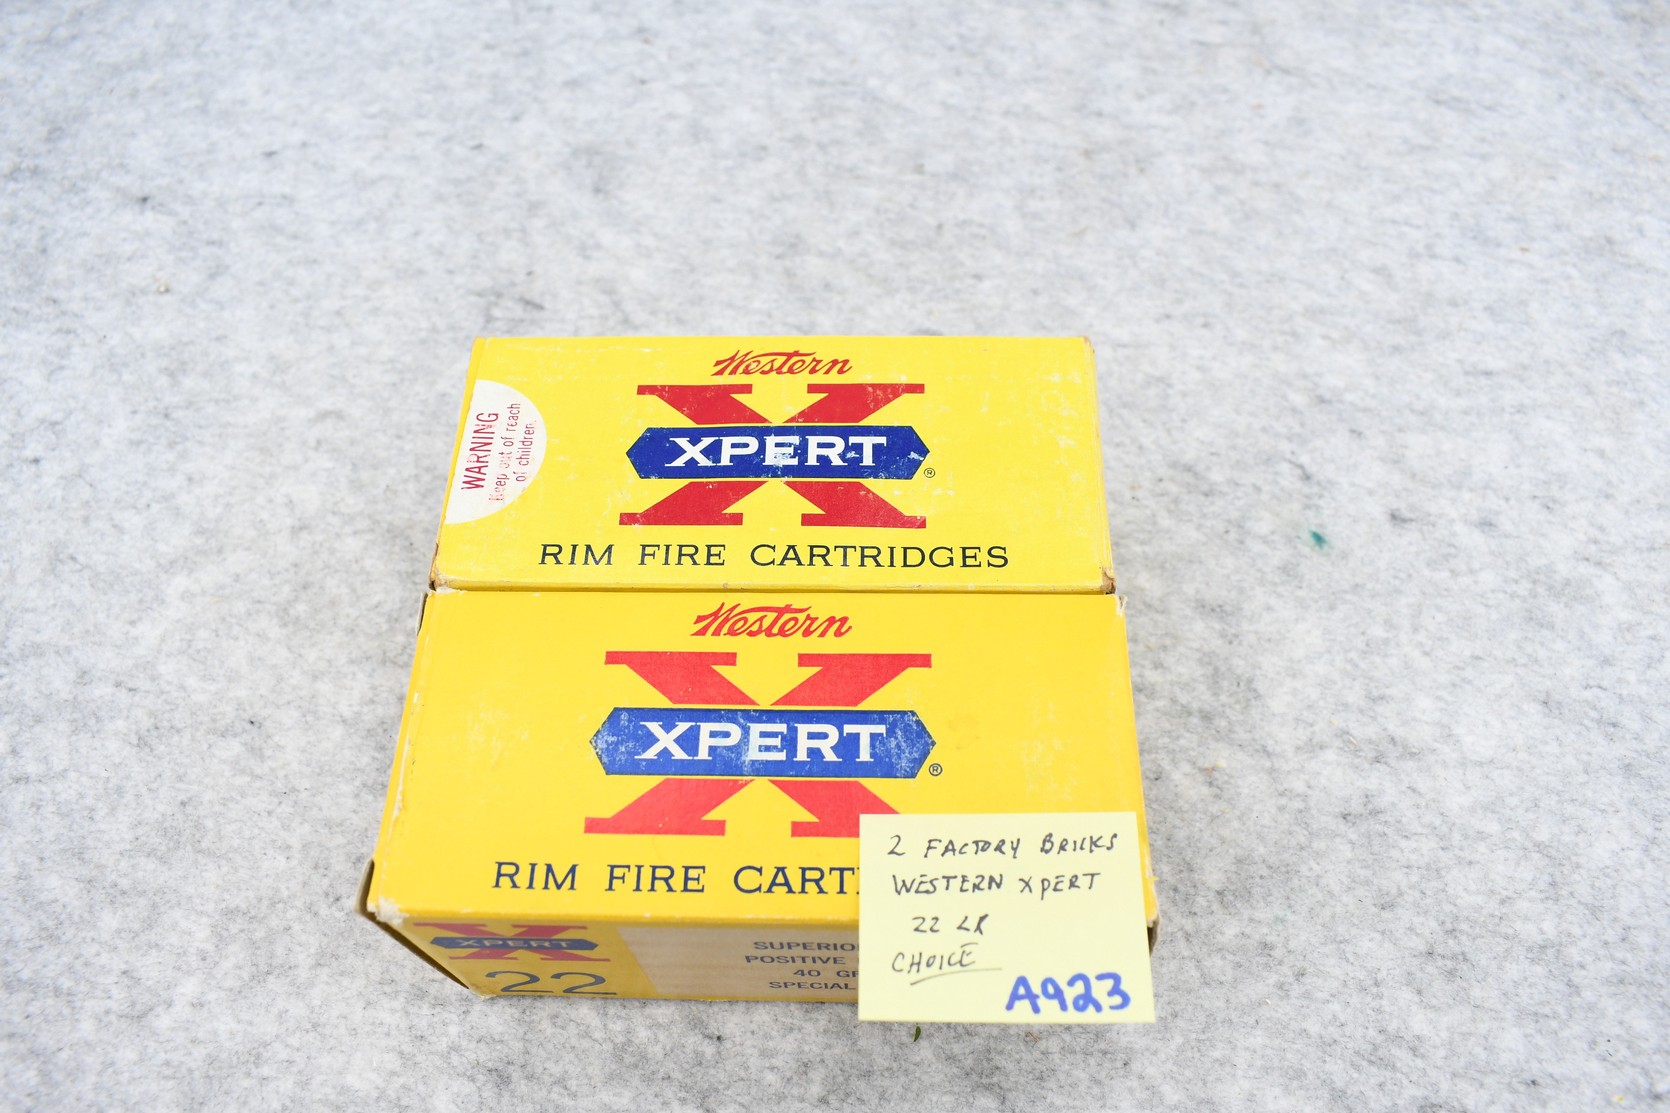 Western
XPERT
®
RIM FIRE CARTRIDGES
WARNING
Keep out of reach
of children.
Western
XPERT
®
RIM FIRE CART
XPERT
22
SUPERIO
POSITIVE
40 GR
SPECIAL
2 FACTORY BRICKS
WESTERN XPERT
22 LR
CHOICE
A923